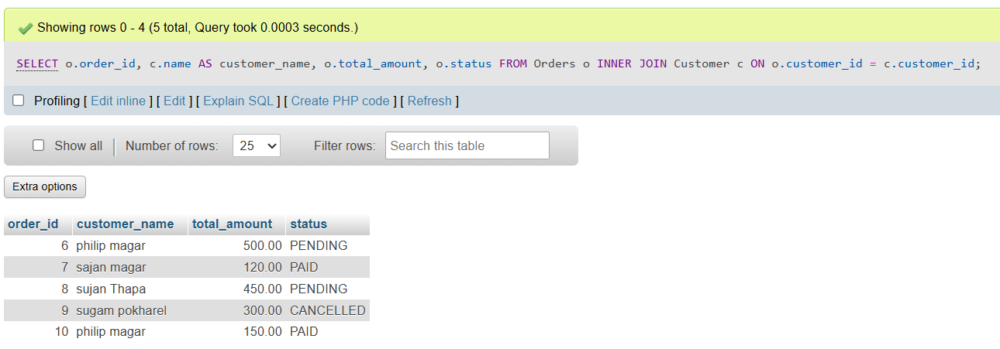 Showing rows 0 - 4 (5 total, Query took 0.0003 seconds.)
SELECT o.order_id, c.name AS customer_name, o.total_amount, o.status FROM Orders o INNER JOIN Customer c ON o.customer_id = c.customer_id;
Profiling [ Edit inline ] [ Edit ] [ Explain SQL ] [ Create PHP code ] [ Refresh ]
Show all Number of rows: 25 Filter rows: Search this table
Extra options
order_id customer_name total_amount status
6 philip magar 500.00 PENDING
7 sajan magar 120.00 PAID
8 sujan Thapa 450.00 PENDING
9 sugam pokharel 300.00 CANCELLED
10 philip magar 150.00 PAID